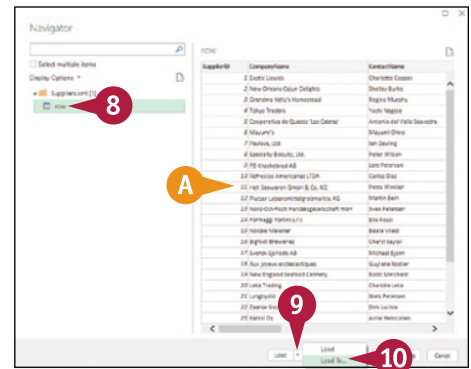 Navigator
Select multiple items
Display Options
Suppliers.xml [1]
row
8
row
SupplierID CompanyName ContactName
1 Exotic Liquids Charlotte Cooper
2 New Orleans Cajun Delights Shelley Burke
3 Grandma Kelly's Homestead Regina Murphy
4 Tokyo Traders Yoshi Nagase
5 Cooperativa de Quesos 'Las Cabras' Antonio del Valle Saavedra
6 Mayumi's Mayumi Ohno
7 Pavlova, Ltd. Ian Devling
8 Specialty Biscuits, Ltd. Peter Wilson
9 PB Knäckebröd AB Lars Peterson
10 Refrescos Americanas LTDA Carlos Diaz
A
11 Heli Süßwaren GmbH & Co. KG Petra Winkler
12 Plutzer Lebensmittelgroßmärkte AG Martin Bein
13 Nord-Ost-Fisch Handelsgesellschaft mbH Sven Petersen
14 Formaggi Fortini s.r.l. Elio Rossi
15 Norske Meierier Beate Vileid
16 Bigfoot Breweries Cheryl Saylor
17 Svensk Sjöföda AB Michael Björn
18 Aux joyeux ecclésiastiques Guylène Nodier
19 New England Seafood Cannery Robb Merchant
20 Leka Trading Chandra Leka
21 Lyngbysild Niels Petersen
22 Dirk Luchte
23 Karkki Oy Anne Heikkonen
9
Load
Load
Load To...
10
Cancel